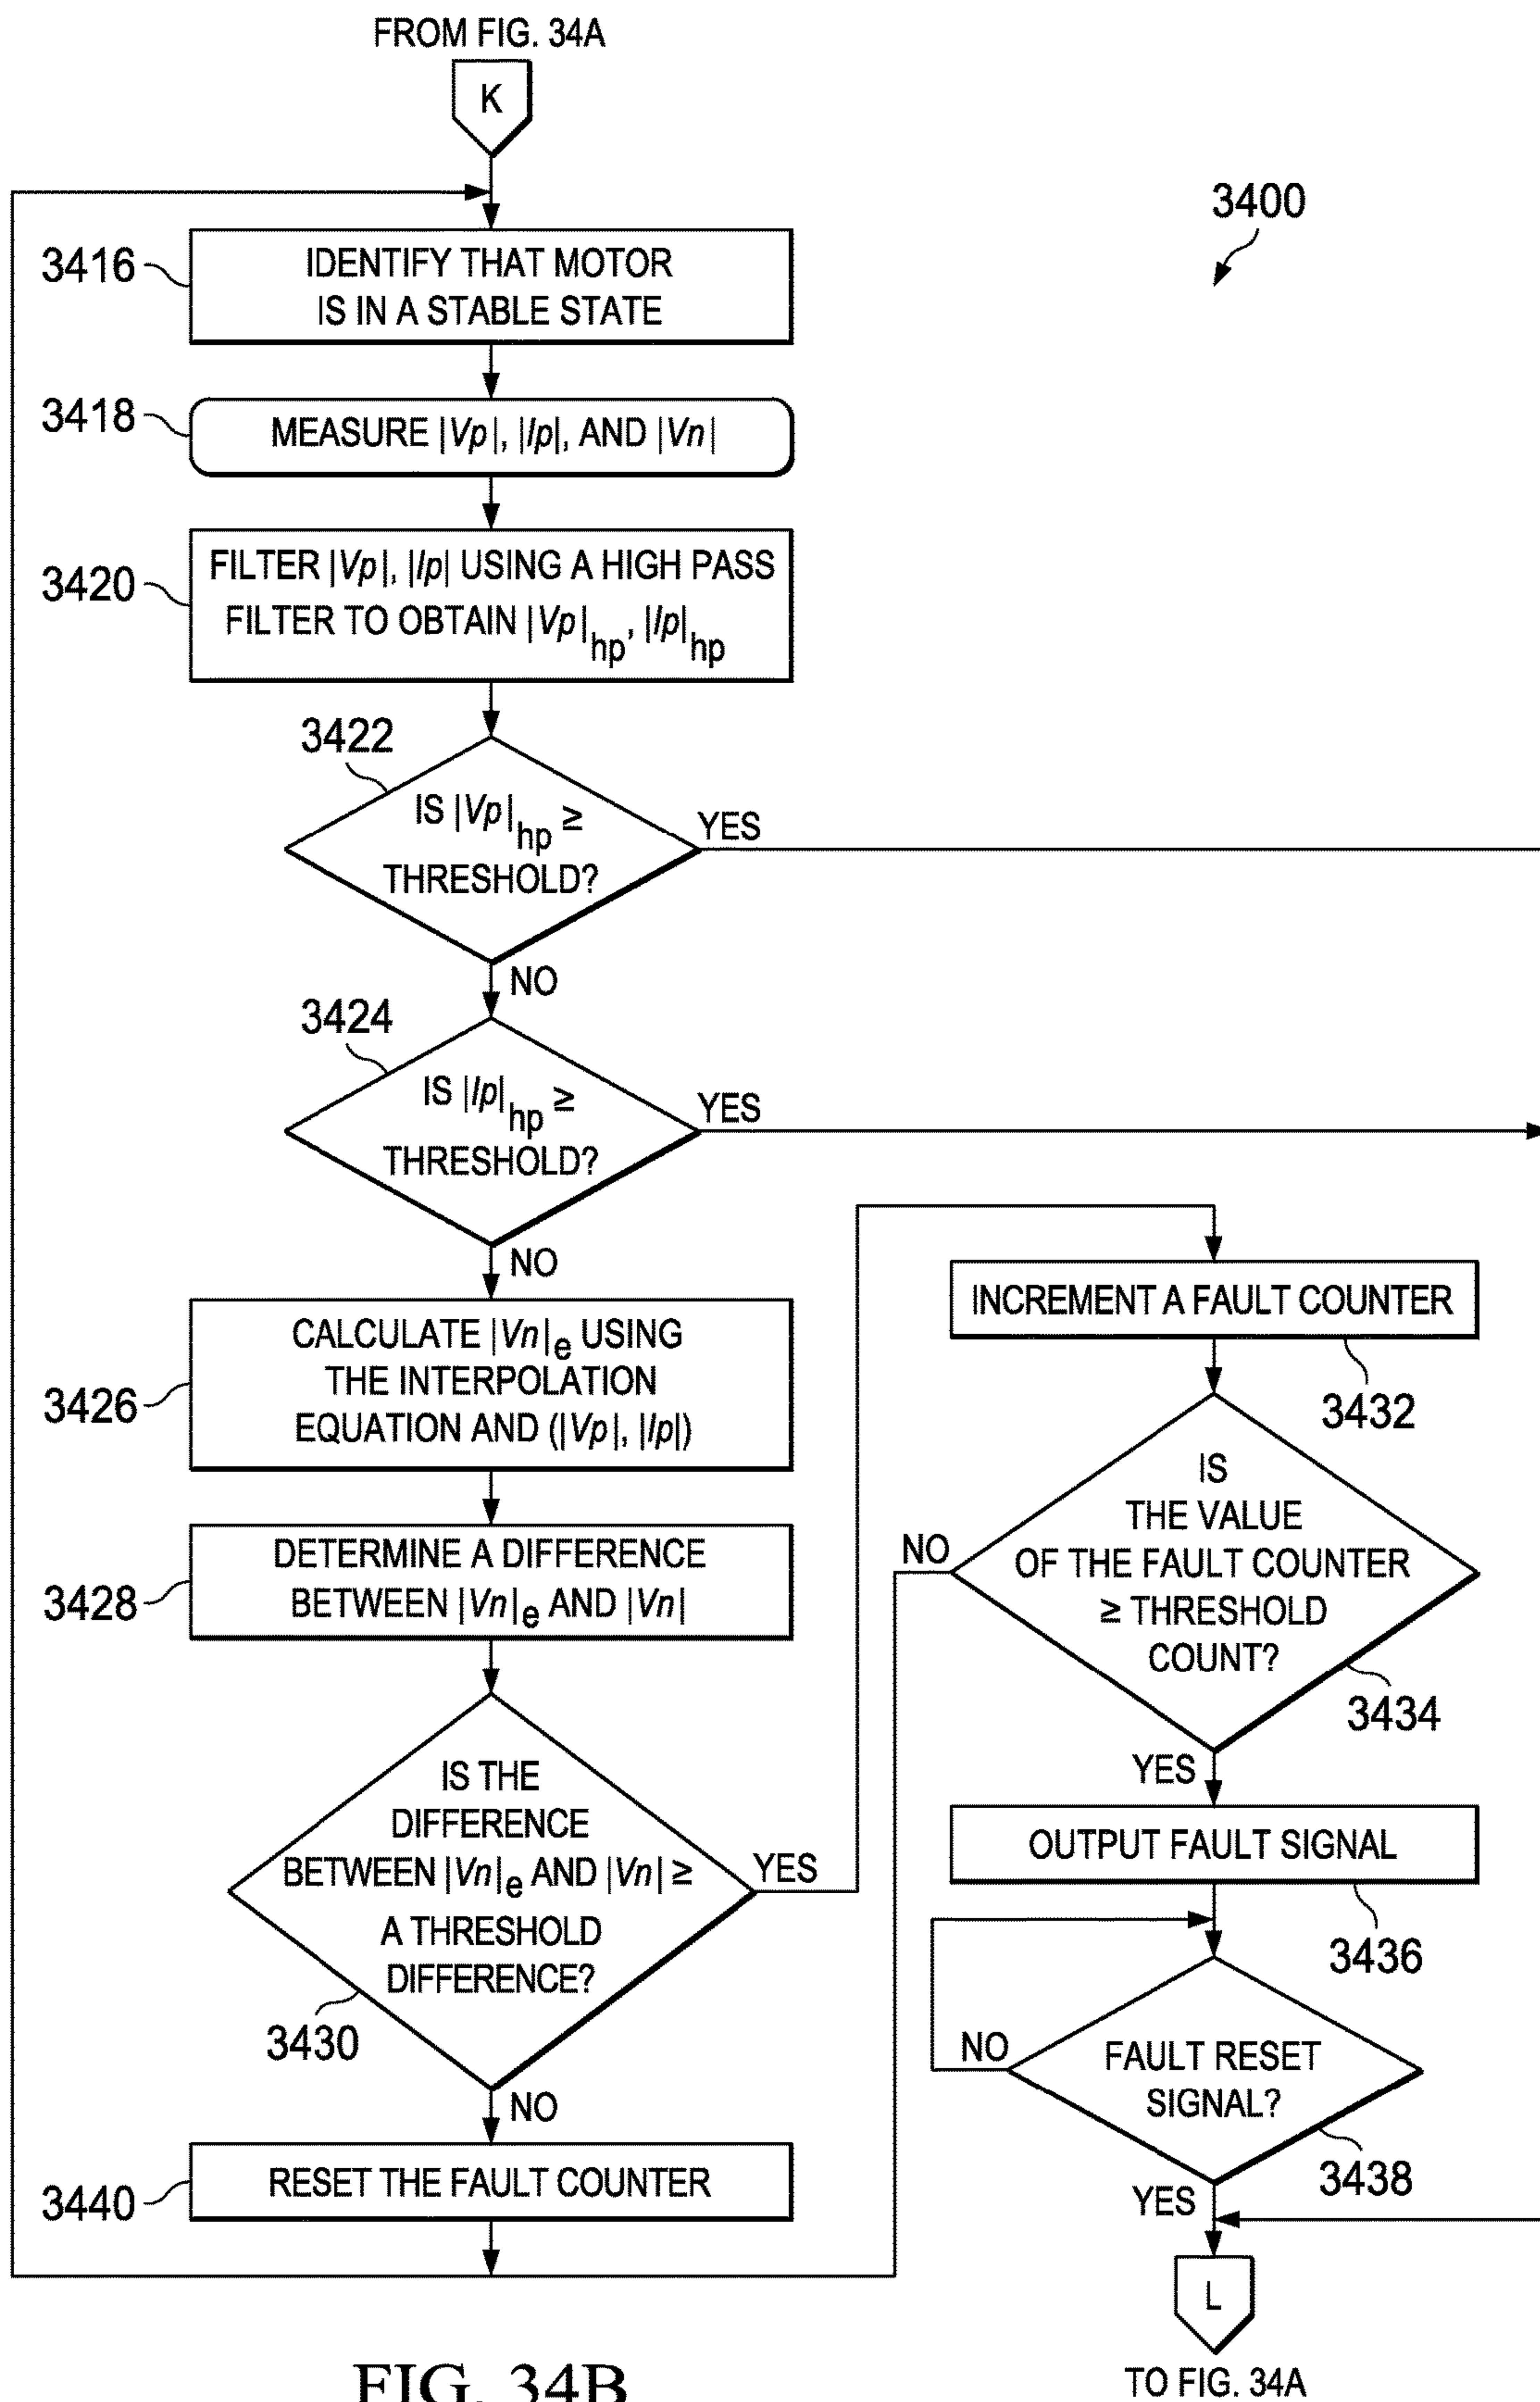 FROM FIG. 34A
K
3400
3416
IDENTIFY THAT MOTOR
IS IN A STABLE STATE
3418
MEASURE |Vp|, |Ip|, AND |Vn|
3420
FILTER |Vp|, |Ip| USING A HIGH PASS
FILTER TO OBTAIN |Vp|hp, |Ip|hp
3422
IS |Vp|hp ≥
THRESHOLD?
YES
NO
3424
IS |Ip|hp ≥
THRESHOLD?
YES
NO
3426
CALCULATE |Vn|e USING
THE INTERPOLATION
EQUATION AND (|Vp|, |Ip|)
3428
DETERMINE A DIFFERENCE
BETWEEN |Vn|e AND |Vn|
IS THE
DIFFERENCE
BETWEEN |Vn|e AND |Vn| ≥
A THRESHOLD
DIFFERENCE?
3430
YES
NO
3440
RESET THE FAULT COUNTER
INCREMENT A FAULT COUNTER
3432
IS
THE VALUE
OF THE FAULT COUNTER
≥ THRESHOLD
COUNT?
3434
NO
YES
OUTPUT FAULT SIGNAL
3436
FAULT RESET
SIGNAL?
3438
NO
YES
L
TO FIG. 34A
FIG. 34B